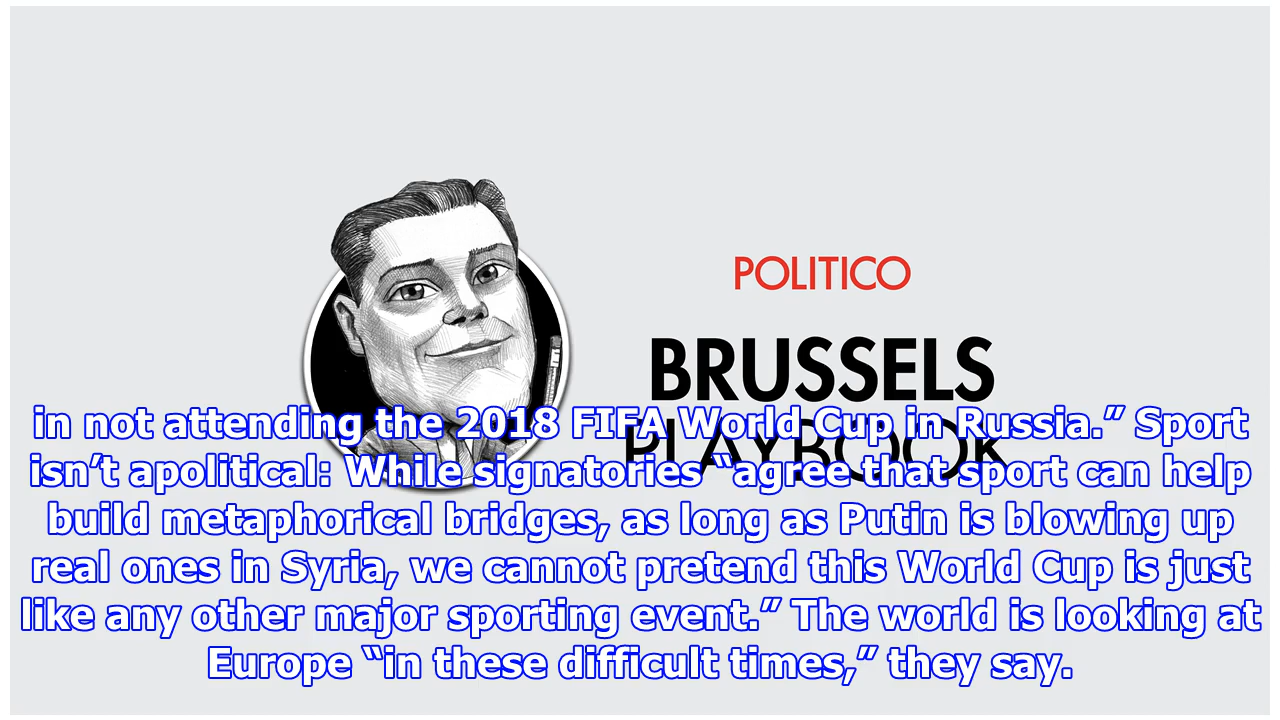 POLITICO
BRUSSELS
PLAYBOOK
in not attending the 2018 FIFA World Cup in Russia.” Sport
isn’t apolitical: While signatories “agree that sport can help
build metaphorical bridges, as long as Putin is blowing up
real ones in Syria, we cannot pretend this World Cup is just
like any other major sporting event.” The world is looking at
Europe “in these difficult times,” they say.